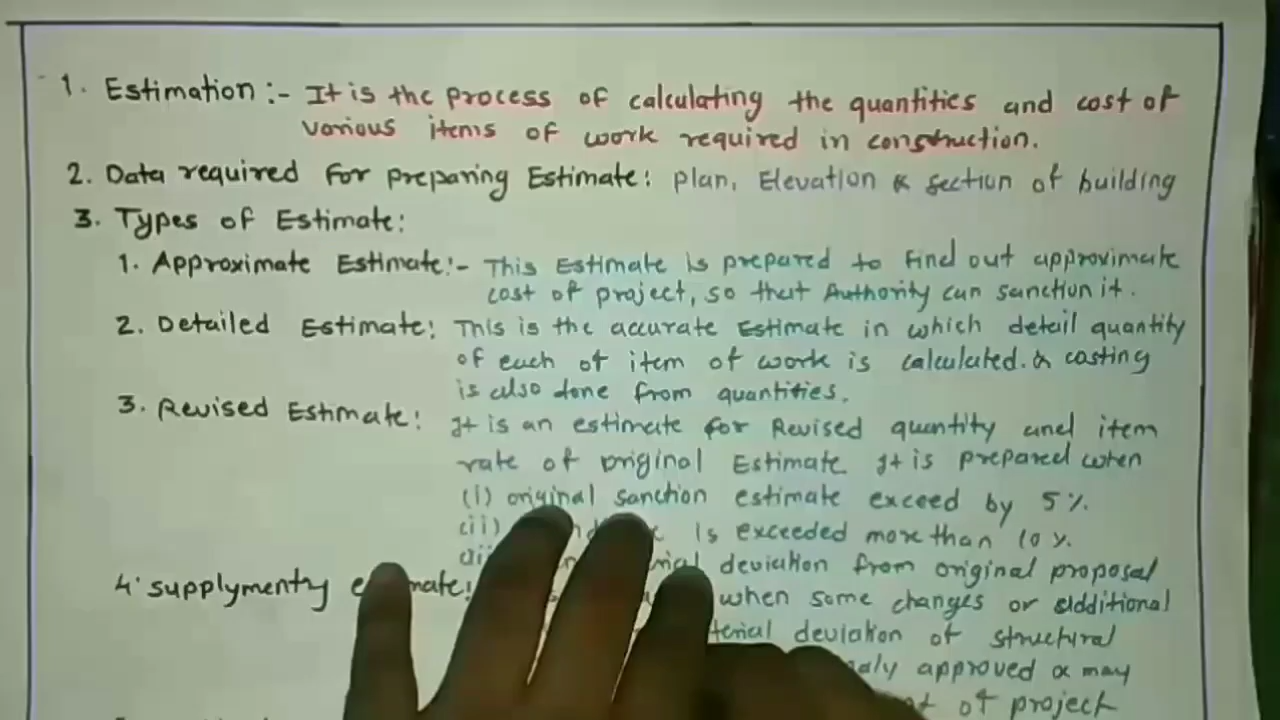 1. Estimation :- It is the process of calculating the quantities and cost of
various items of work required in construction.
2. Data required for preparing Estimate: plan, Elevation & section of building
3. Types of Estimate:
1. Approximate Estimate:- This Estimate is prepared to find out approximate
cost of project, so that Authority can sanction it.
2. Detailed Estimate: This is the accurate Estimate in which detail quantity
of each of item of work is calculated. & costing
is also done from quantities.
3. Revised Estimate: It is an estimate for Revised quantity and item
rate of original Estimate It is prepared when
(i) original sanction estimate exceed by 5%.
(ii) is exceeded more than 10%.
deviation from original proposal
4. supplymenty when some changes or additional
deviation of structural
approved & may
of project